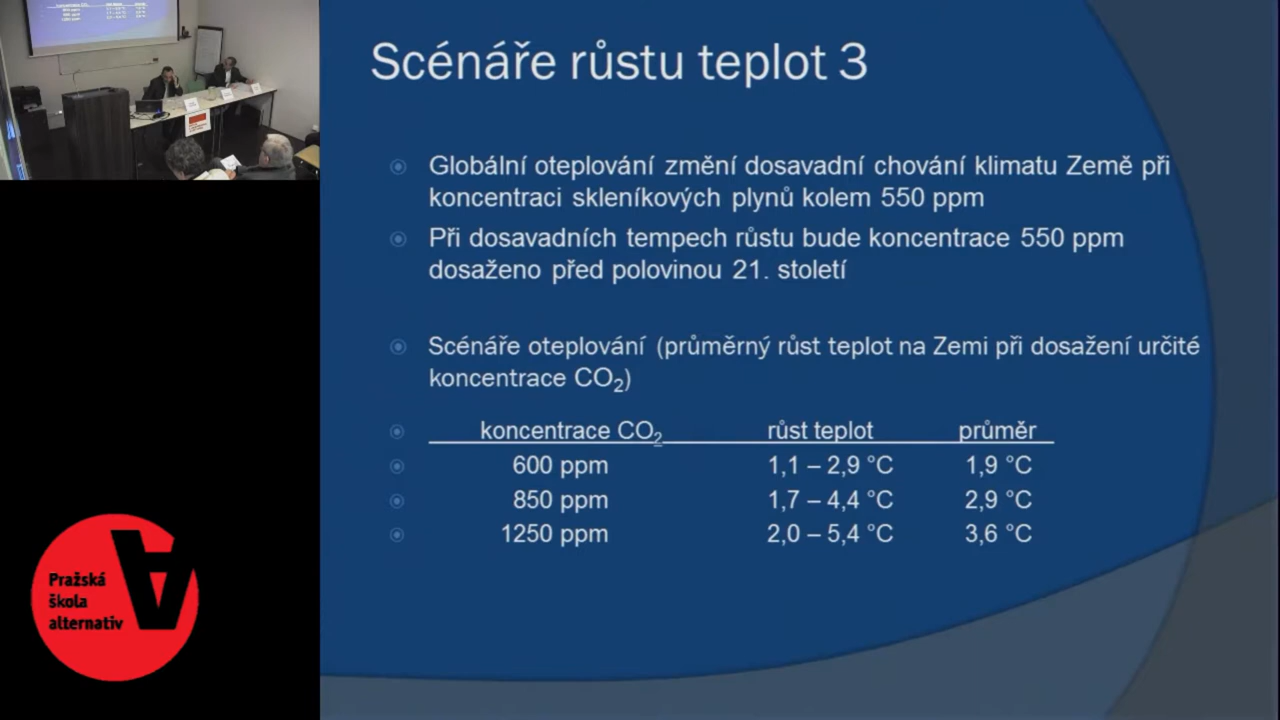 Scénáře růstu teplot 3
Globální oteplování změní dosavadní chování klimatu Země při
koncentraci skleníkových plynů kolem 550 ppm
Při dosavadních tempech růstu bude koncentrace 550 ppm
dosaženo před polovinou 21. století
Scénáře oteplování (průměrný růst teplot na Zemi při dosažení určité
koncentrace CO₂)
koncentrace CO₂ růst teplot průměr
600 ppm 1,1 – 2,9 °C 1,9 °C
850 ppm 1,7 – 4,4 °C 2,9 °C
1250 ppm 2,0 – 5,4 °C 3,6 °C
Pražská
škola
alternativ